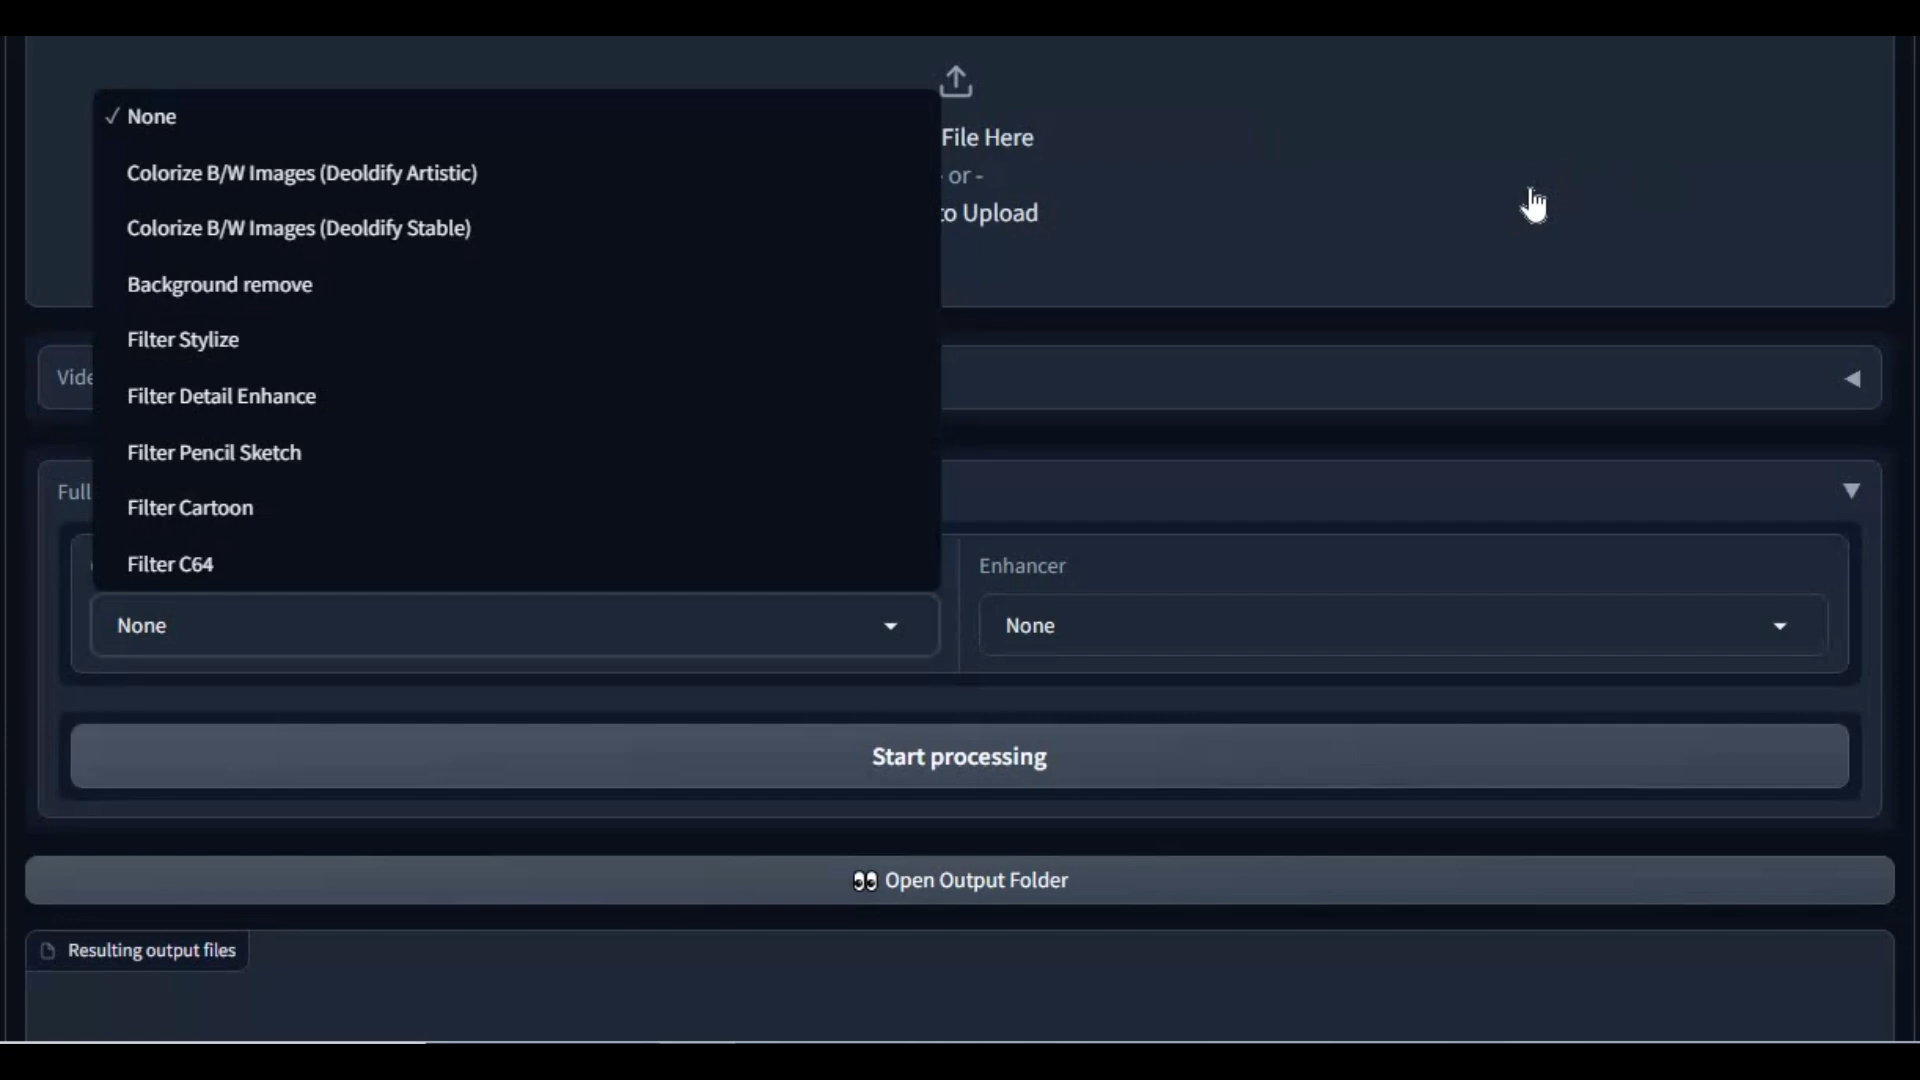 File Here
- or -
to Upload
✓ None
Colorize B/W Images (Deoldify Artistic)
Colorize B/W Images (Deoldify Stable)
Background remove
Filter Stylize
Filter Detail Enhance
Filter Pencil Sketch
Filter Cartoon
Filter C64
Vide
Full
None
Enhancer
None
Start processing
👀 Open Output Folder
Resulting output files